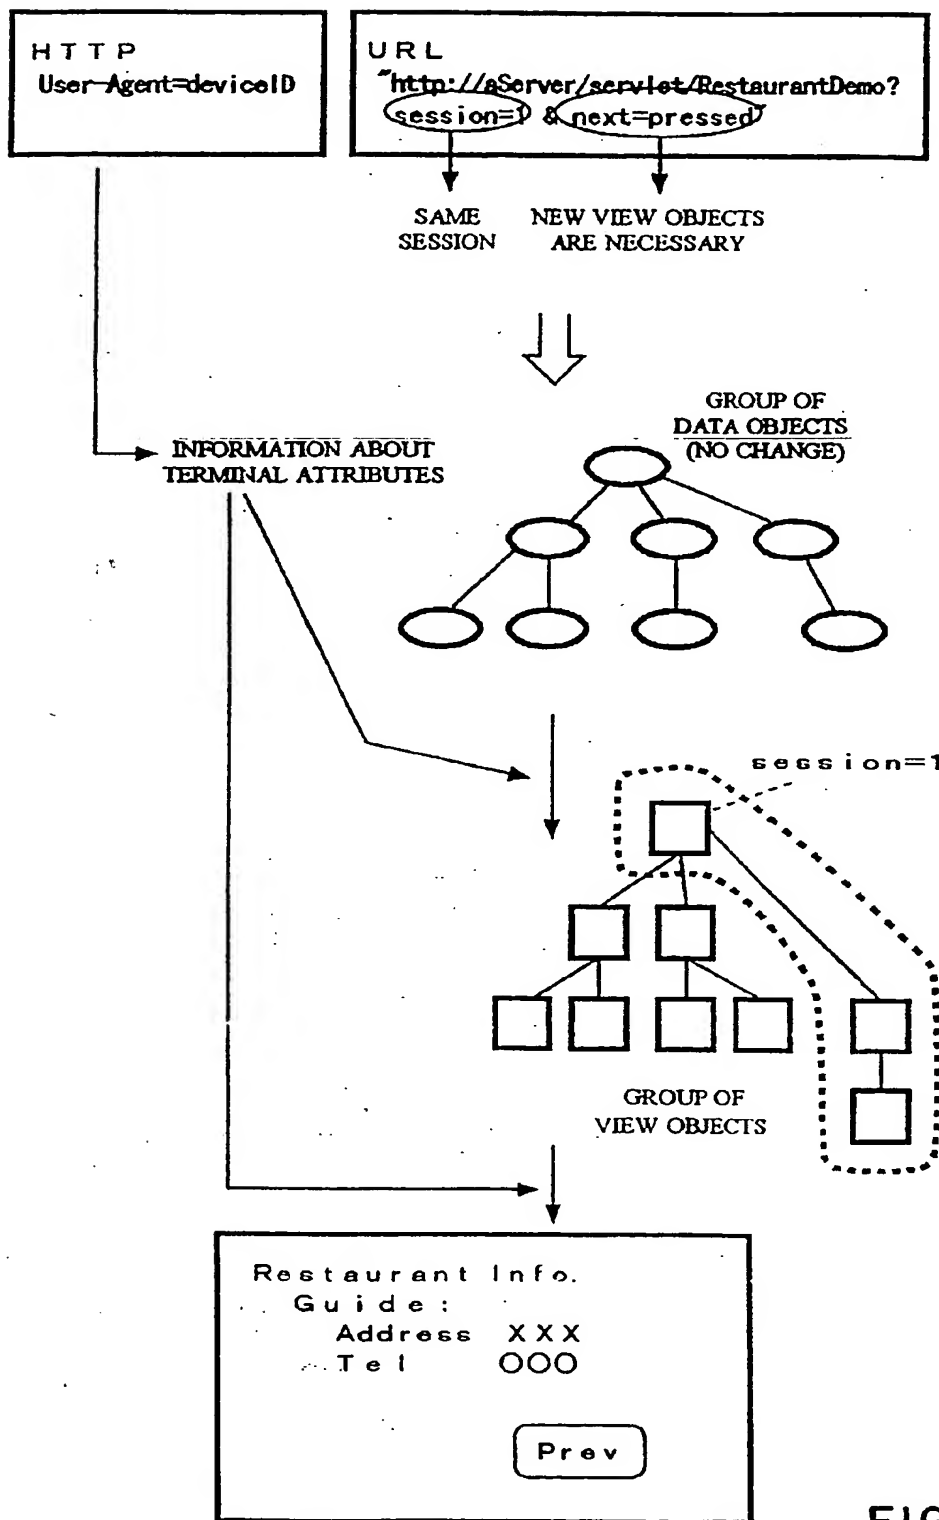 HTTP
User-Agent=deviceID
URL
"http://aServer/servlet/RestaurantDemo?
session=1 & next=pressed"
SAME
SESSION
NEW VIEW OBJECTS
ARE NECESSARY
GROUP OF
DATA OBJECTS
(NO CHANGE)
INFORMATION ABOUT
TERMINAL ATTRIBUTES
session=1
GROUP OF
VIEW OBJECTS
Restaurant Info.
Guide:
Address XXX
Tel OOO
Prev